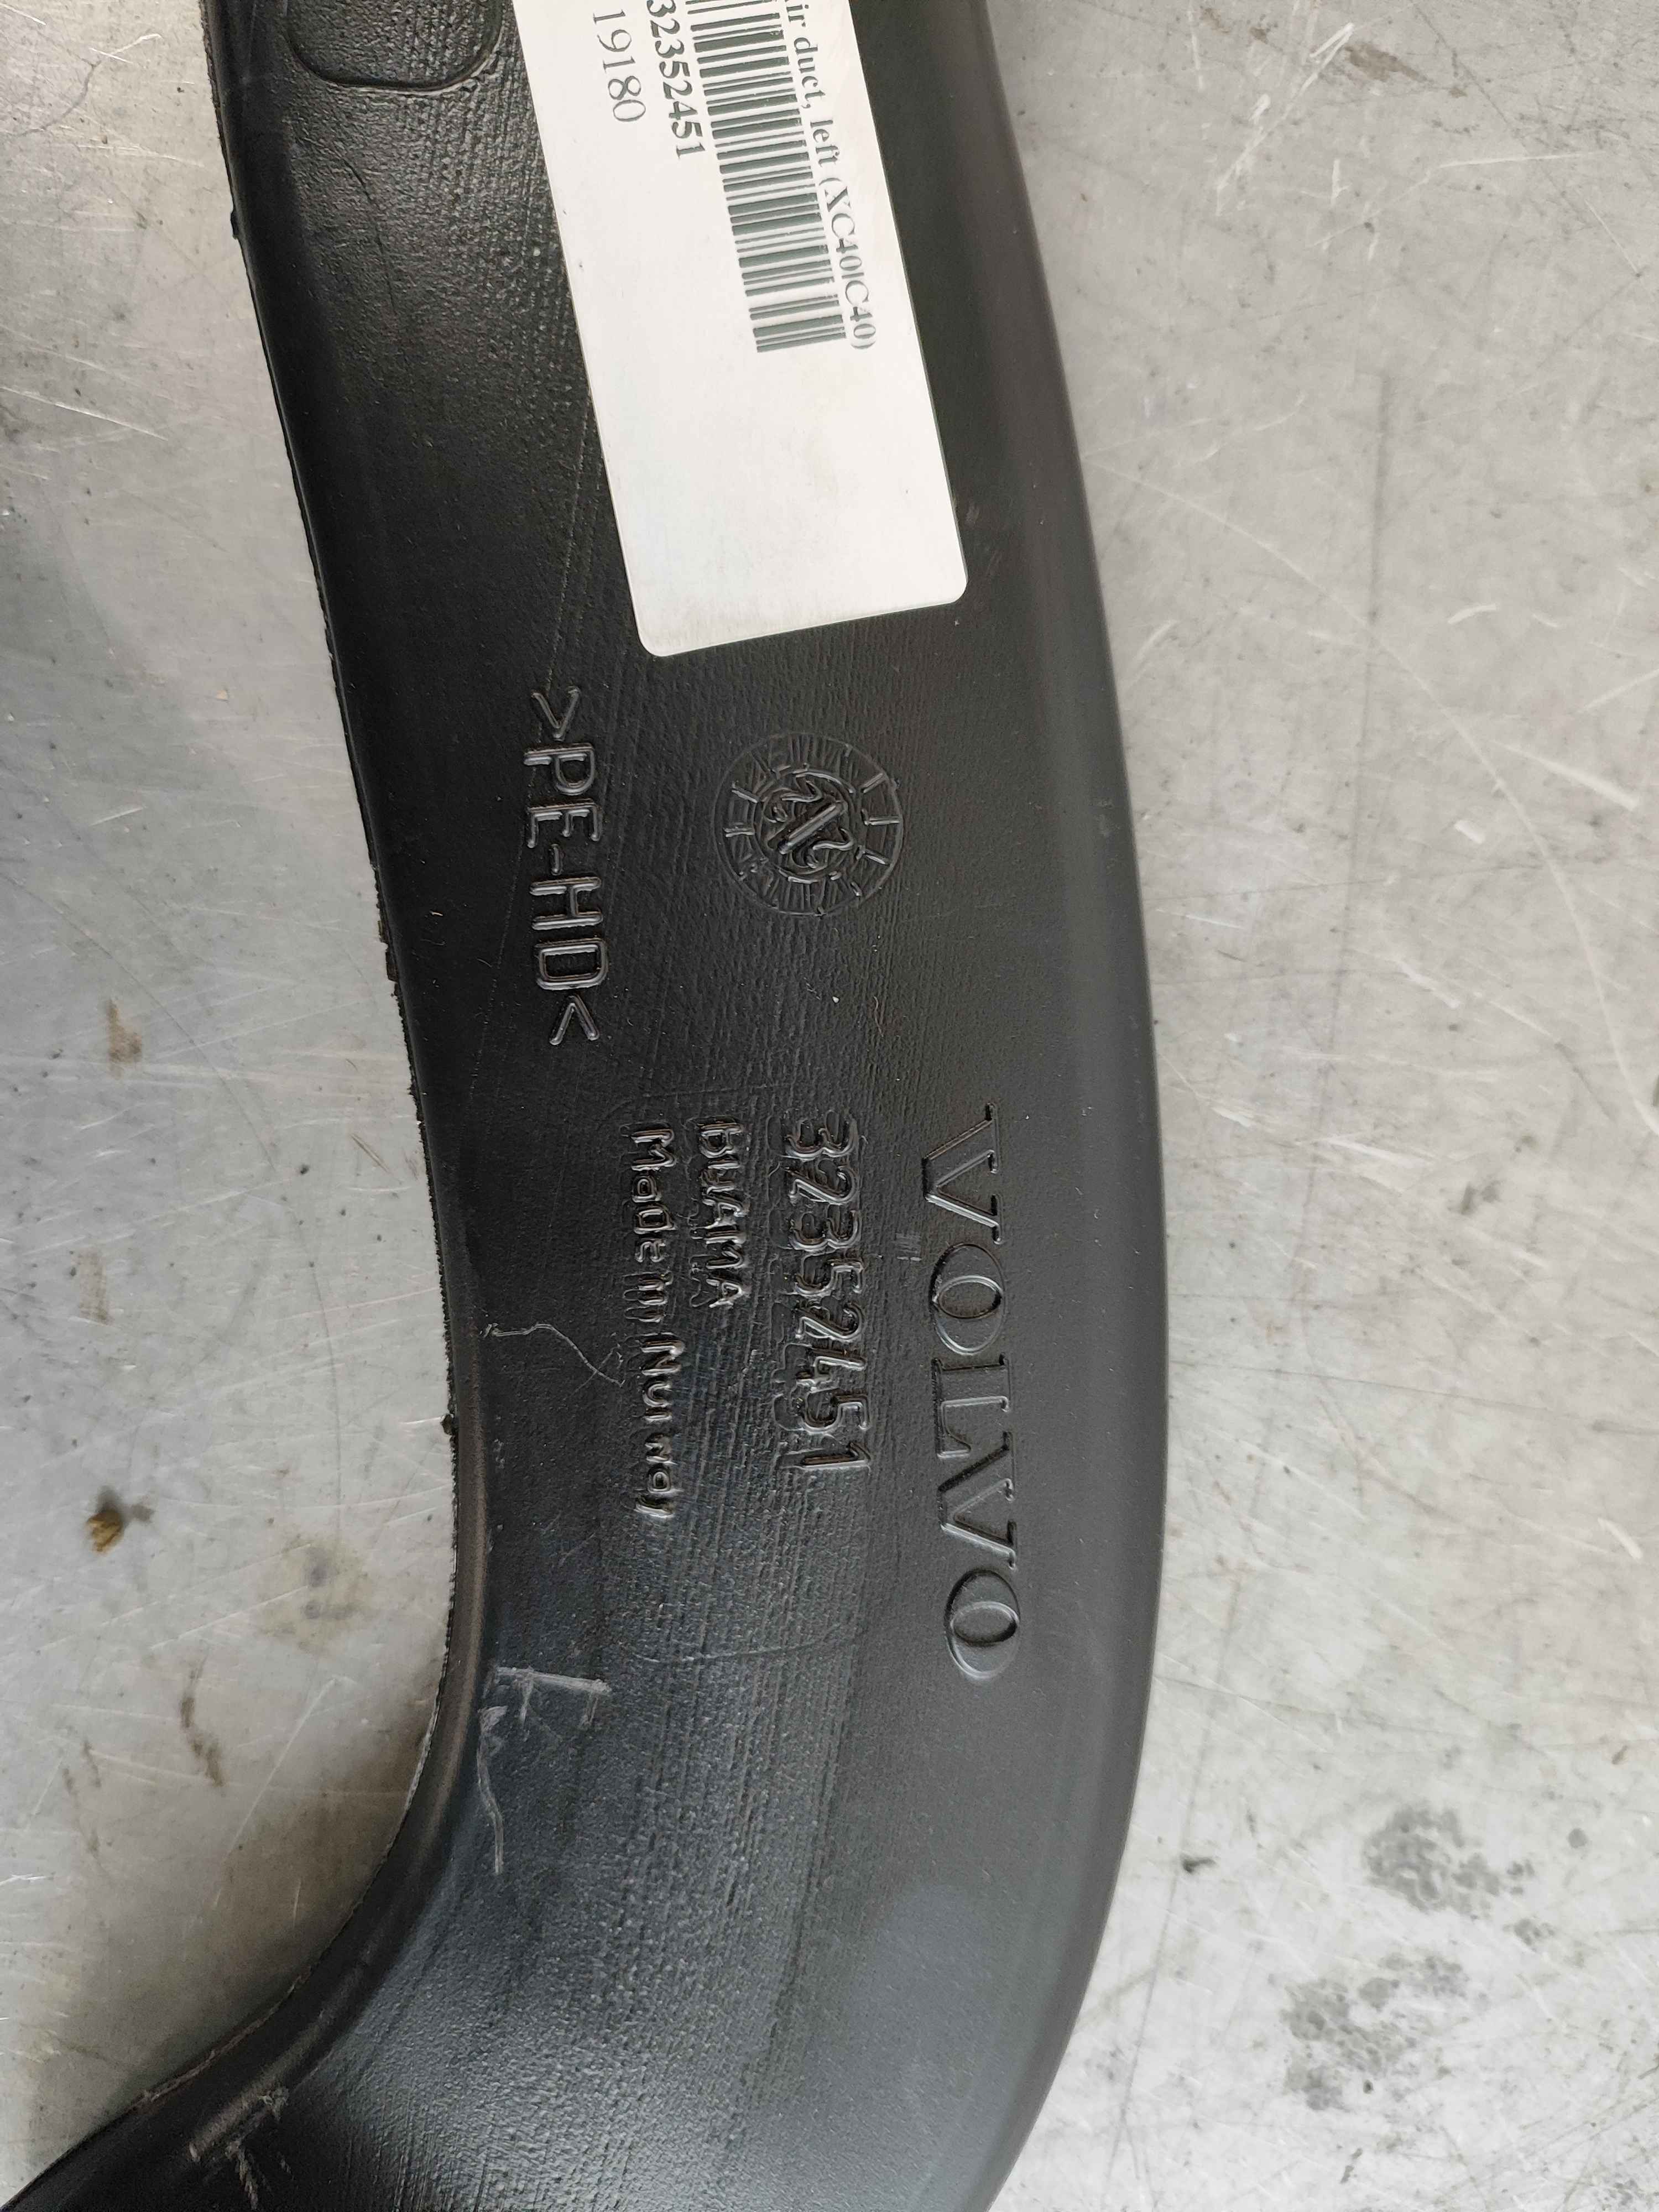 ir duct, left (XC40|C40)
32352451
19180
>PE-HD<
VOLVO
32352451
Made in Norway